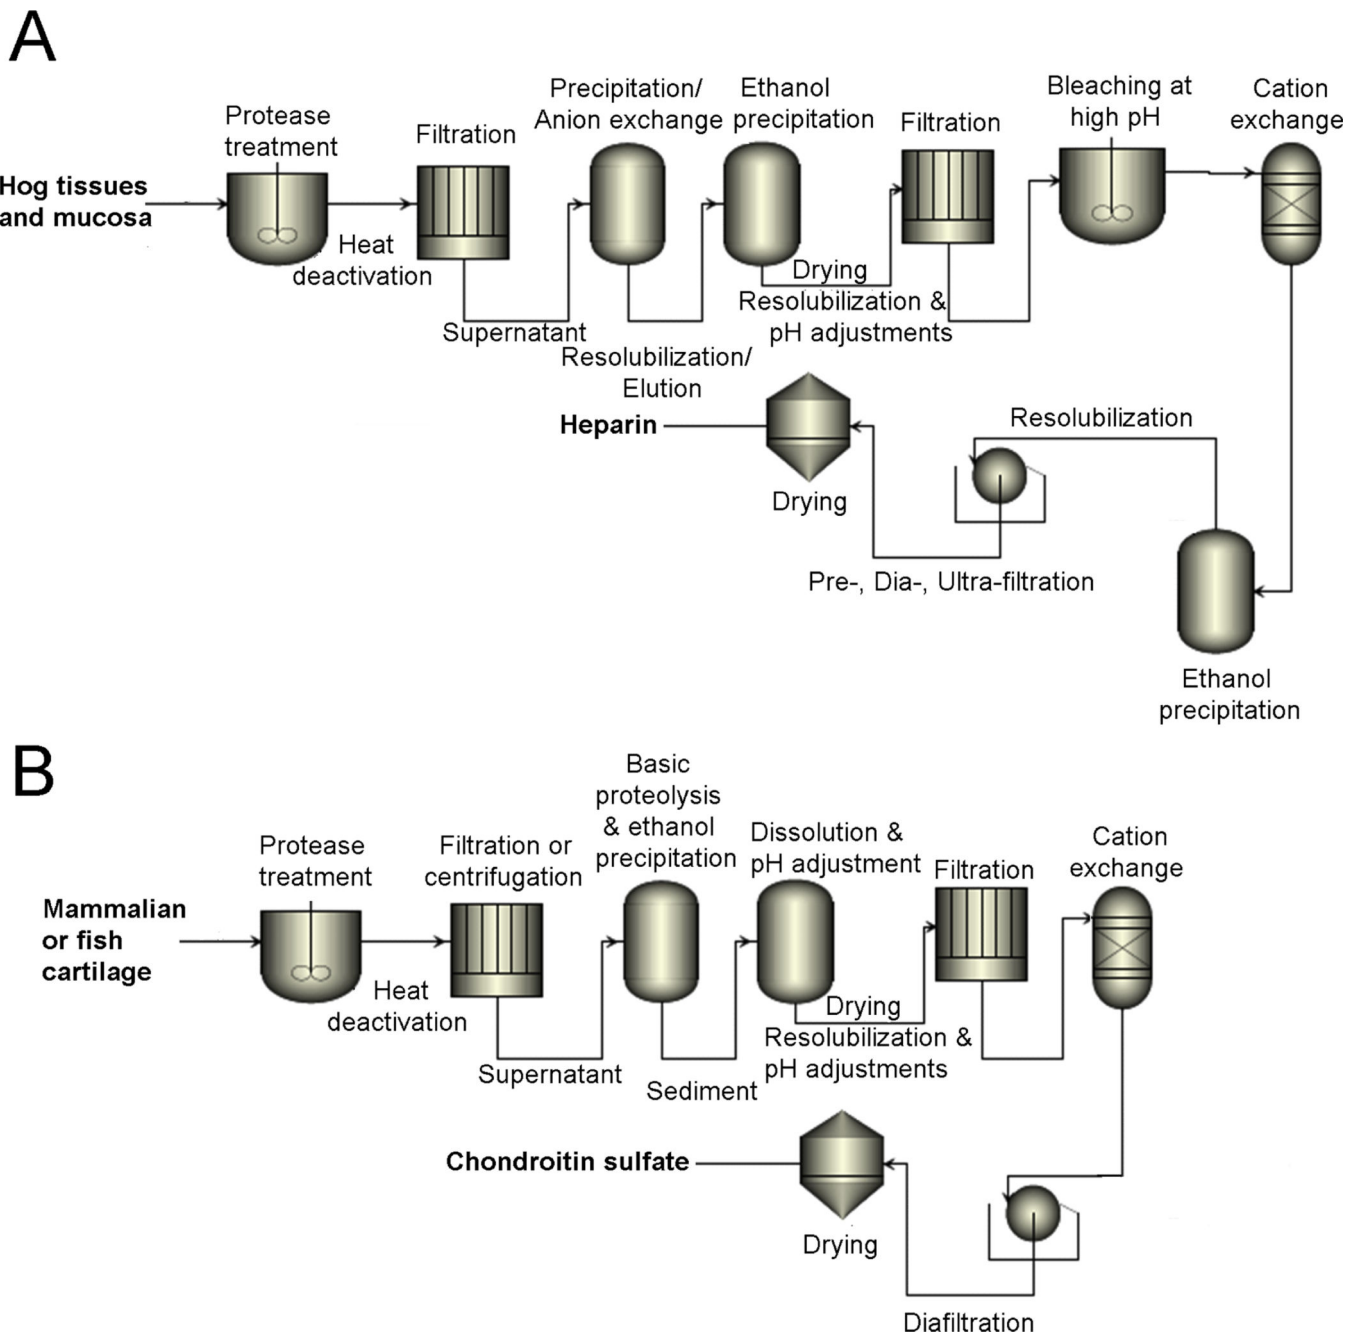 A
Protease
treatment
Filtration
Precipitation/
Anion exchange
Ethanol
precipitation
Filtration
Bleaching at
high pH
Cation
exchange
Hog tissues
and mucosa
Heat
deactivation
Supernatant
Resolubilization/
Elution
Drying
Resolubilization &
pH adjustments
Heparin
Drying
Resolubilization
Pre-, Dia-, Ultra-filtration
Ethanol
precipitation
B
Protease
treatment
Filtration or
centrifugation
Basic
proteolysis
& ethanol
precipitation
Dissolution &
pH adjustment
Filtration
Cation
exchange
Mammalian
or fish
cartilage
Heat
deactivation
Supernatant
Sediment
Drying
Resolubilization &
pH adjustments
Chondroitin sulfate
Drying
Diafiltration